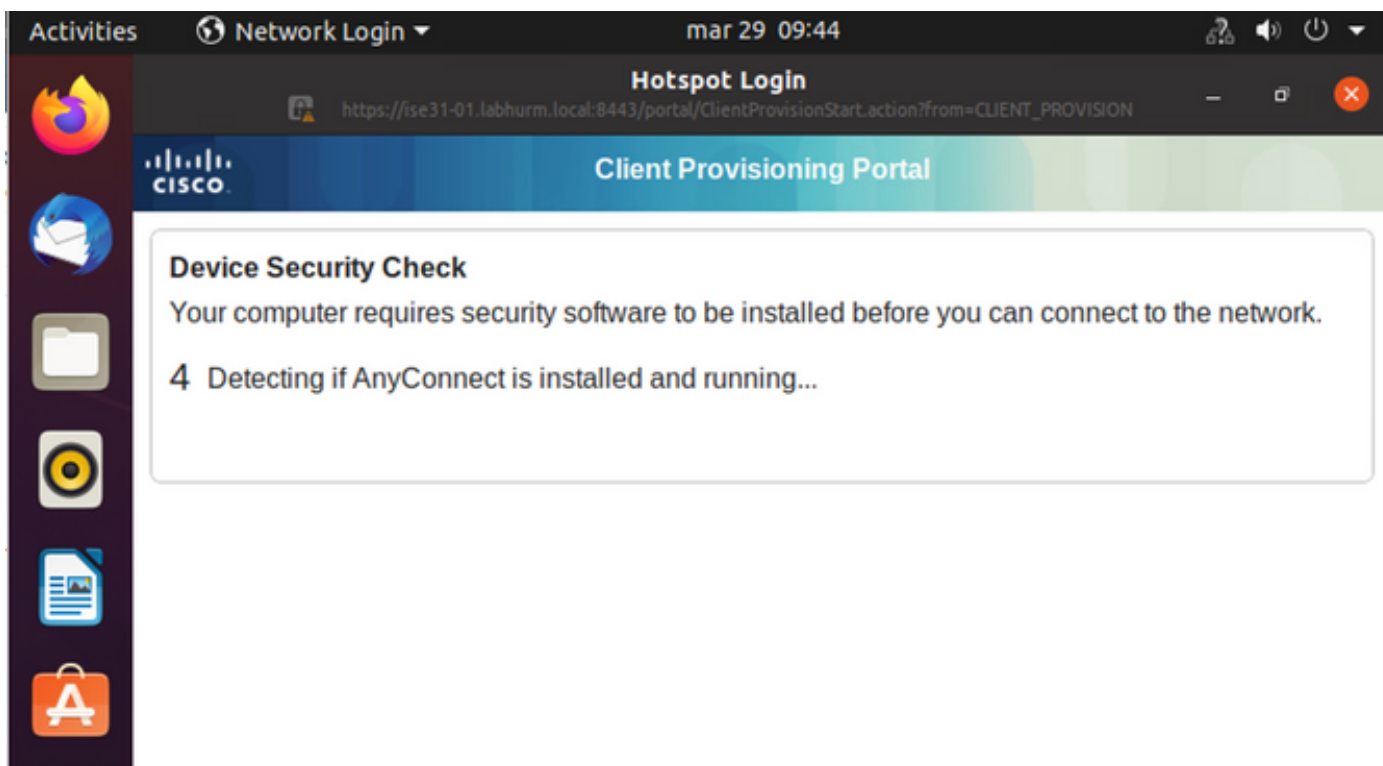 Activities Network Login mar 29 09:44
Hotspot Login
https://ise31-01.labhurm.local:8443/portal/ClientProvisionStart.action?from=CLIENT_PROVISION
CISCO Client Provisioning Portal
Device Security Check
Your computer requires security software to be installed before you can connect to the network.
4 Detecting if AnyConnect is installed and running...